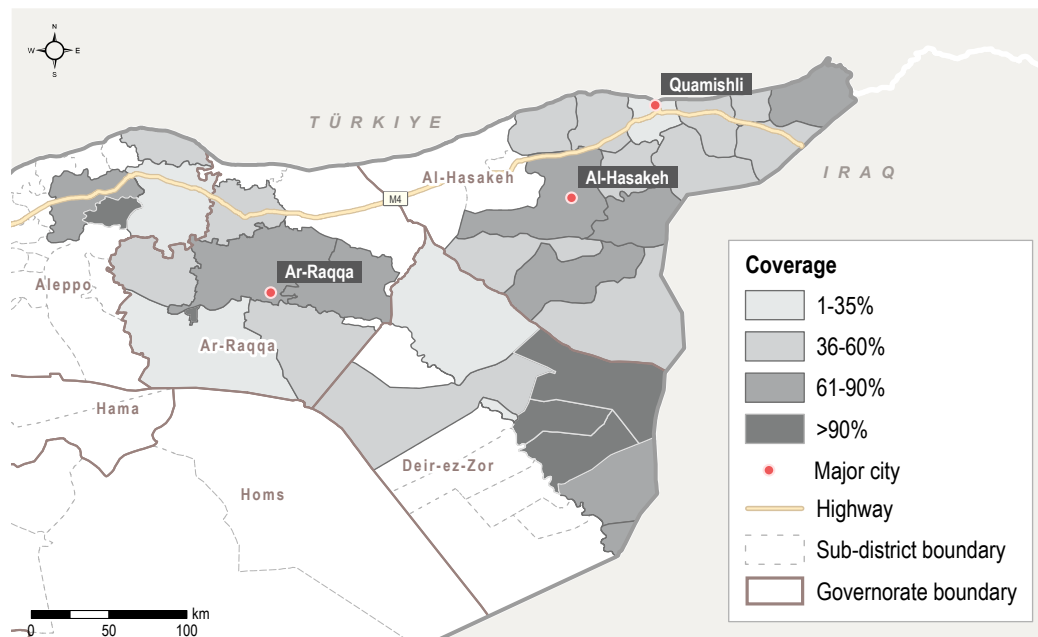 N
W E
S
TÜRKIYE
Quamishli
IRAQ
Al-Hasakeh
Al-Hasakeh
M4
Ar-Raqqa
Aleppo
Ar-Raqqa
Hama
Deir-ez-Zor
Homs
Coverage
1-35%
36-60%
61-90%
>90%
Major city
Highway
Sub-district boundary
Governorate boundary
km
0 50 100